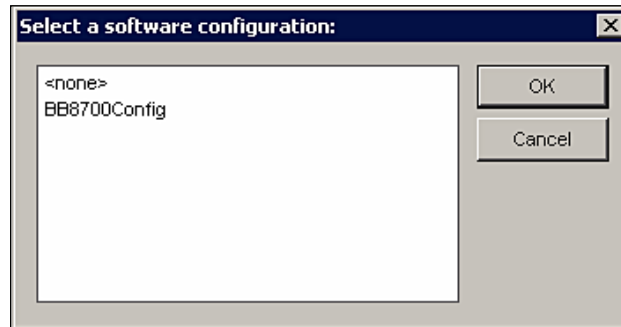 Select a software configuration:
<none>
BB8700Config
OK
Cancel